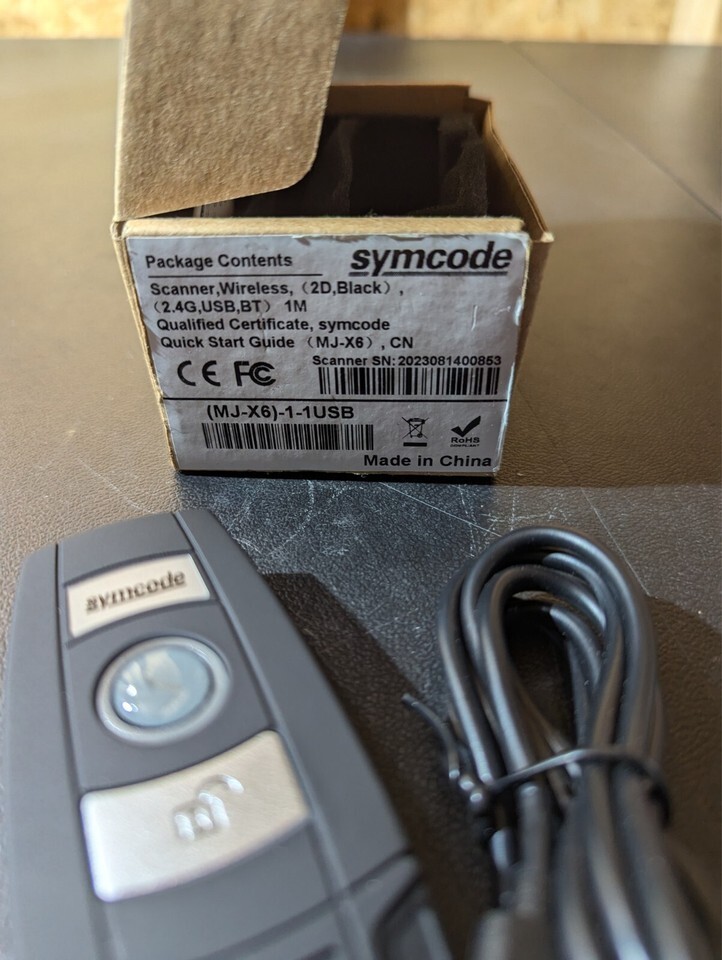 Package Contents
symcode
Scanner,Wireless,（2D,Black）,
（2.4G,USB,BT） 1M
Qualified Certificate, symcode
Quick Start Guide（MJ-X6）, CN
Scanner SN:2023081400853
CE FC
(MJ-X6)-1-1USB
RoHS
Made in China
symcode